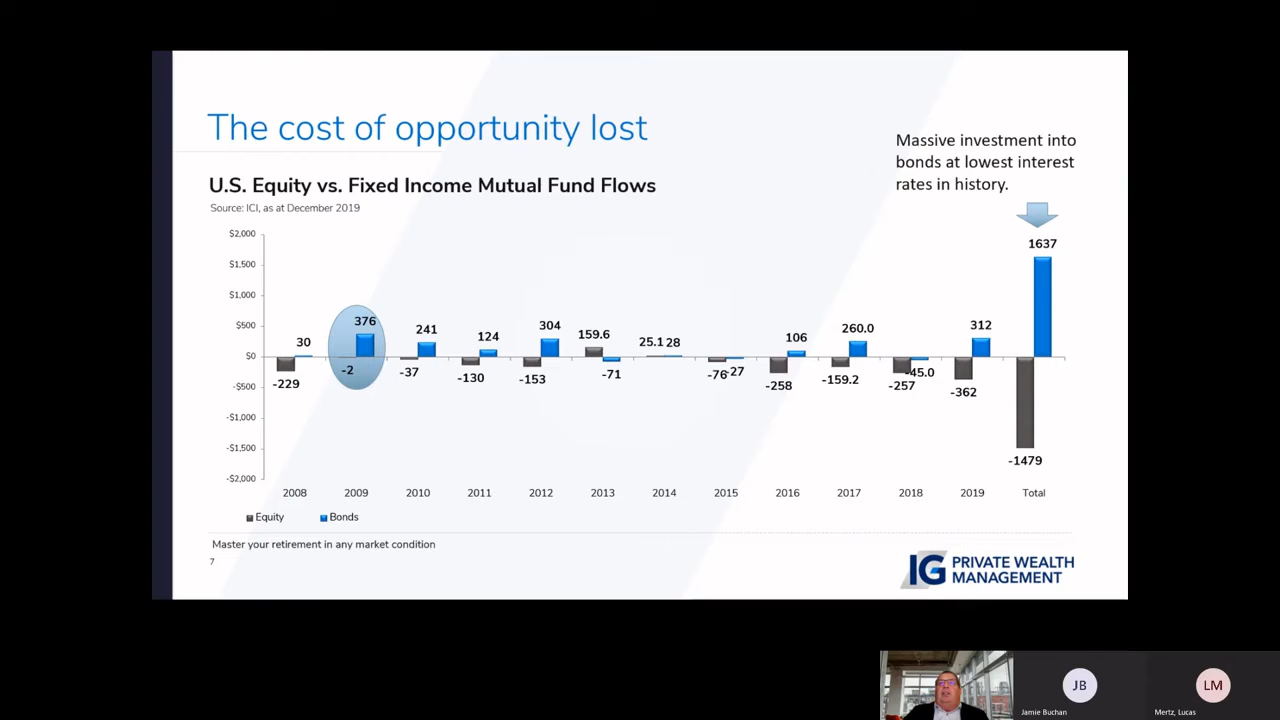 The cost of opportunity lost
Massive investment into
bonds at lowest interest
rates in history.
U.S. Equity vs. Fixed Income Mutual Fund Flows
Source: ICI, as at December 2019
$2,000
$1,500
$1,000
$500
$0
-$500
-$1,000
-$1,500
-$2,000
30
376
241
124
304
159.6
25.1 28
106
260.0
312
1637
-229
-2
-37
-130
-153
-71
-76 -27
-258
-159.2
-257 -45.0
-362
-1479
2008 2009 2010 2011 2012 2013 2014 2015 2016 2017 2018 2019 Total
Equity Bonds
Master your retirement in any market condition
7
IG PRIVATE WEALTH
MANAGEMENT
JB
LM
Jamie Buchan
Mertz, Lucas